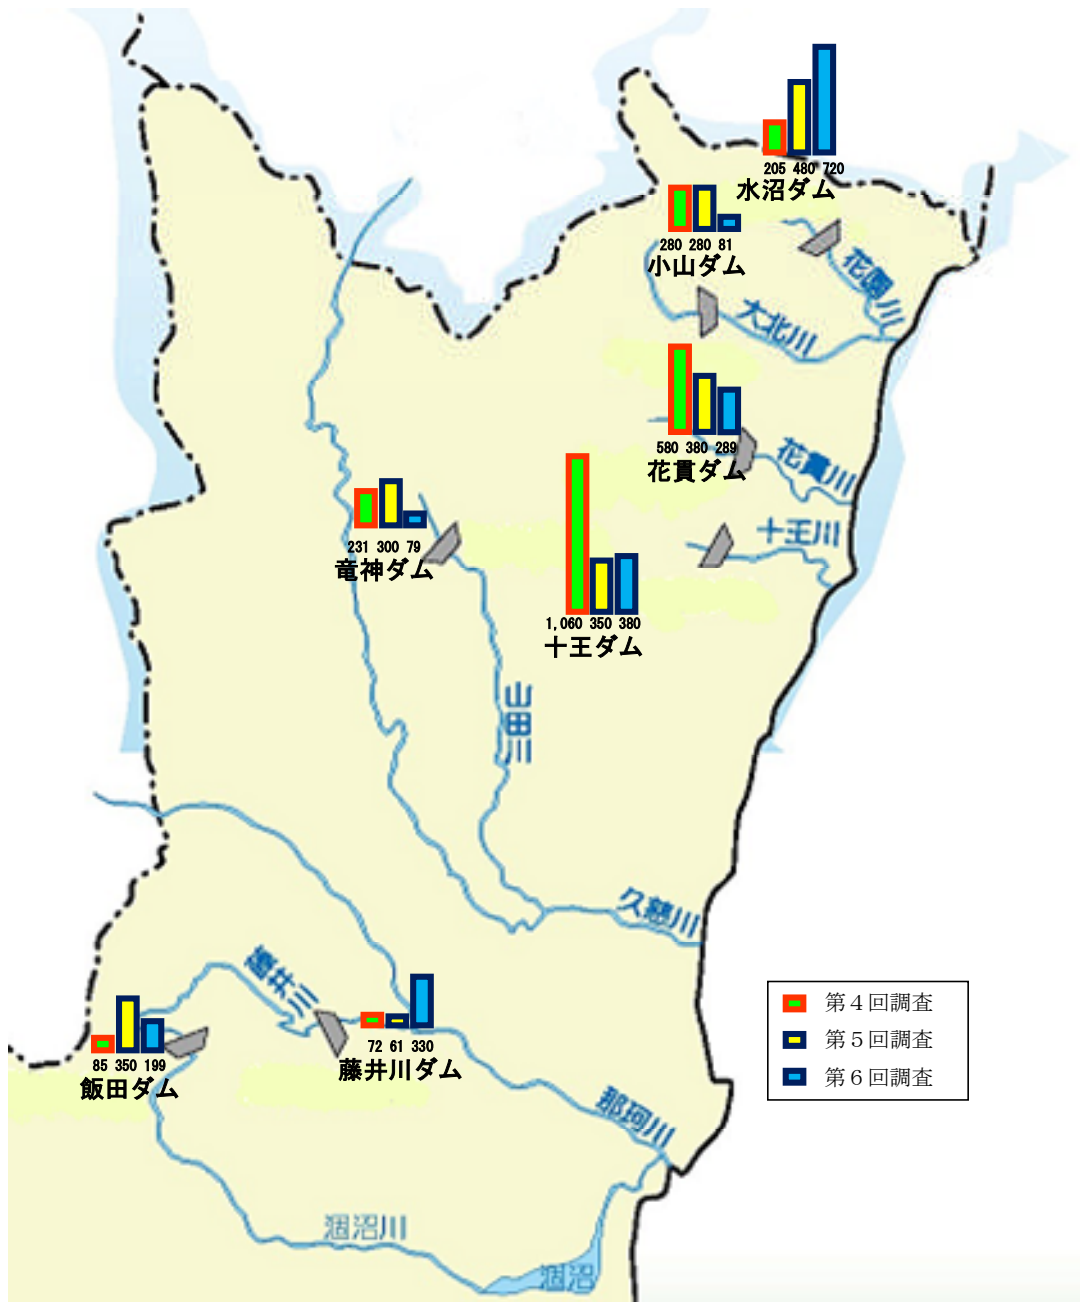 205 480 720
水沼ダム
280 280 81
小山ダム
花園川
大北川
580 380 289
花貫ダム
花貫川
十王川
231 300 79
竜神ダム
1,060 350 380
十王ダム
山田川
久慈川
藤井川
72 61 330
藤井川ダム
85 350 199
飯田ダム
第４回調査
第５回調査
第６回調査
那珂川
涸沼川
涸沼